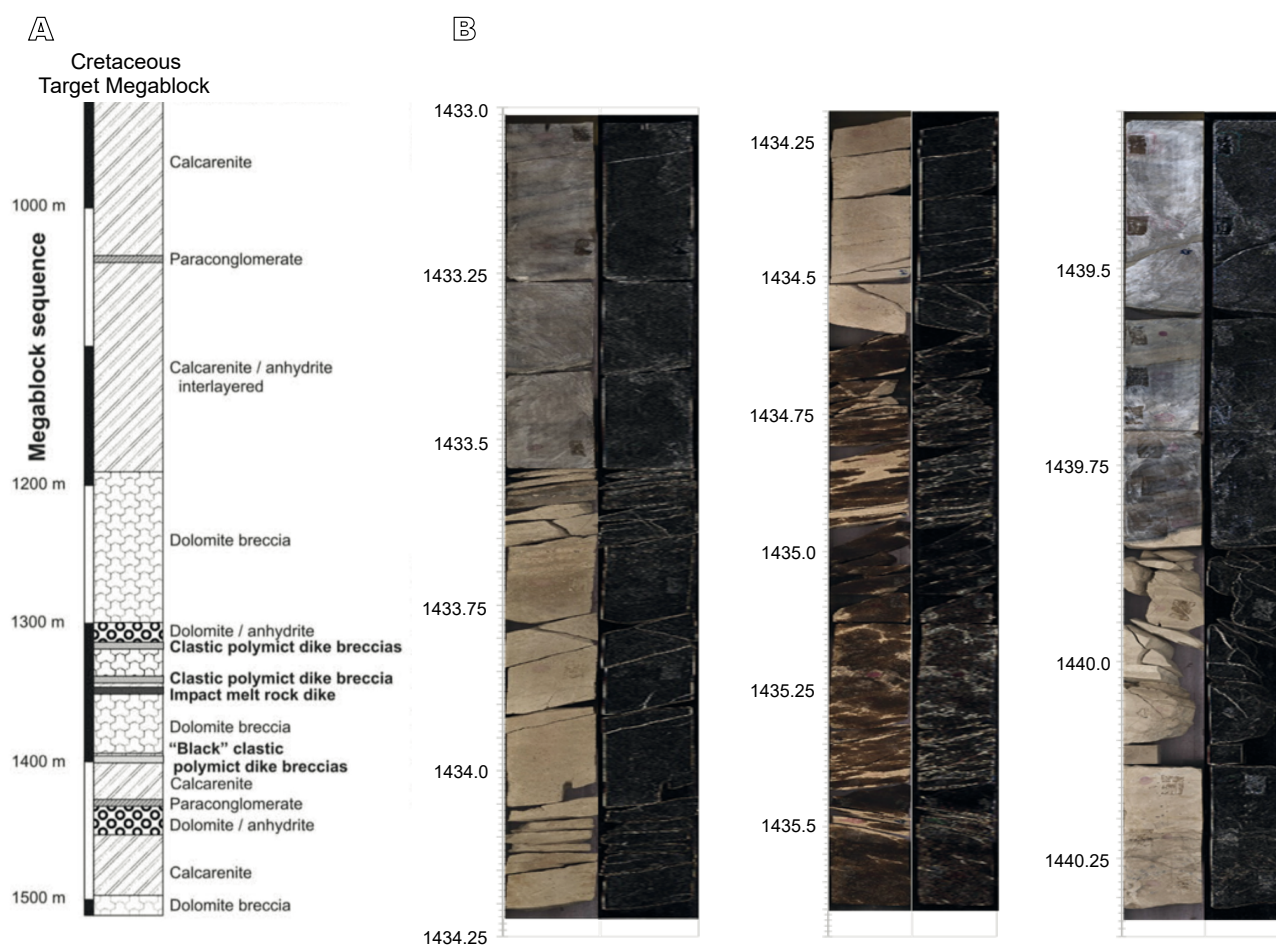 A
Cretaceous
Target Megablock
Megablock sequence
Calcarenite
1000 m
Paraconglomerate
Calcarenite / anhydrite
interlayered
1200 m
Dolomite breccia
1300 m
Dolomite / anhydrite
Clastic polymict dike breccias
Clastic polymict dike breccia
Impact melt rock dike
Dolomite breccia
“Black” clastic
polymict dike breccias
1400 m
Calcarenite
Paraconglomerate
Dolomite / anhydrite
Calcarenite
1500 m
Dolomite breccia
B
1433.0
1433.25
1433.5
1433.75
1434.0
1434.25
1434.25
1434.5
1434.75
1435.0
1435.25
1435.5
1439.5
1439.75
1440.0
1440.25